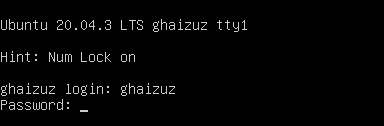 Ubuntu 20.04.3 LTS ghaizuz tty1
Hint: Num Lock on
ghaizuz login: ghaizuz
Password: _